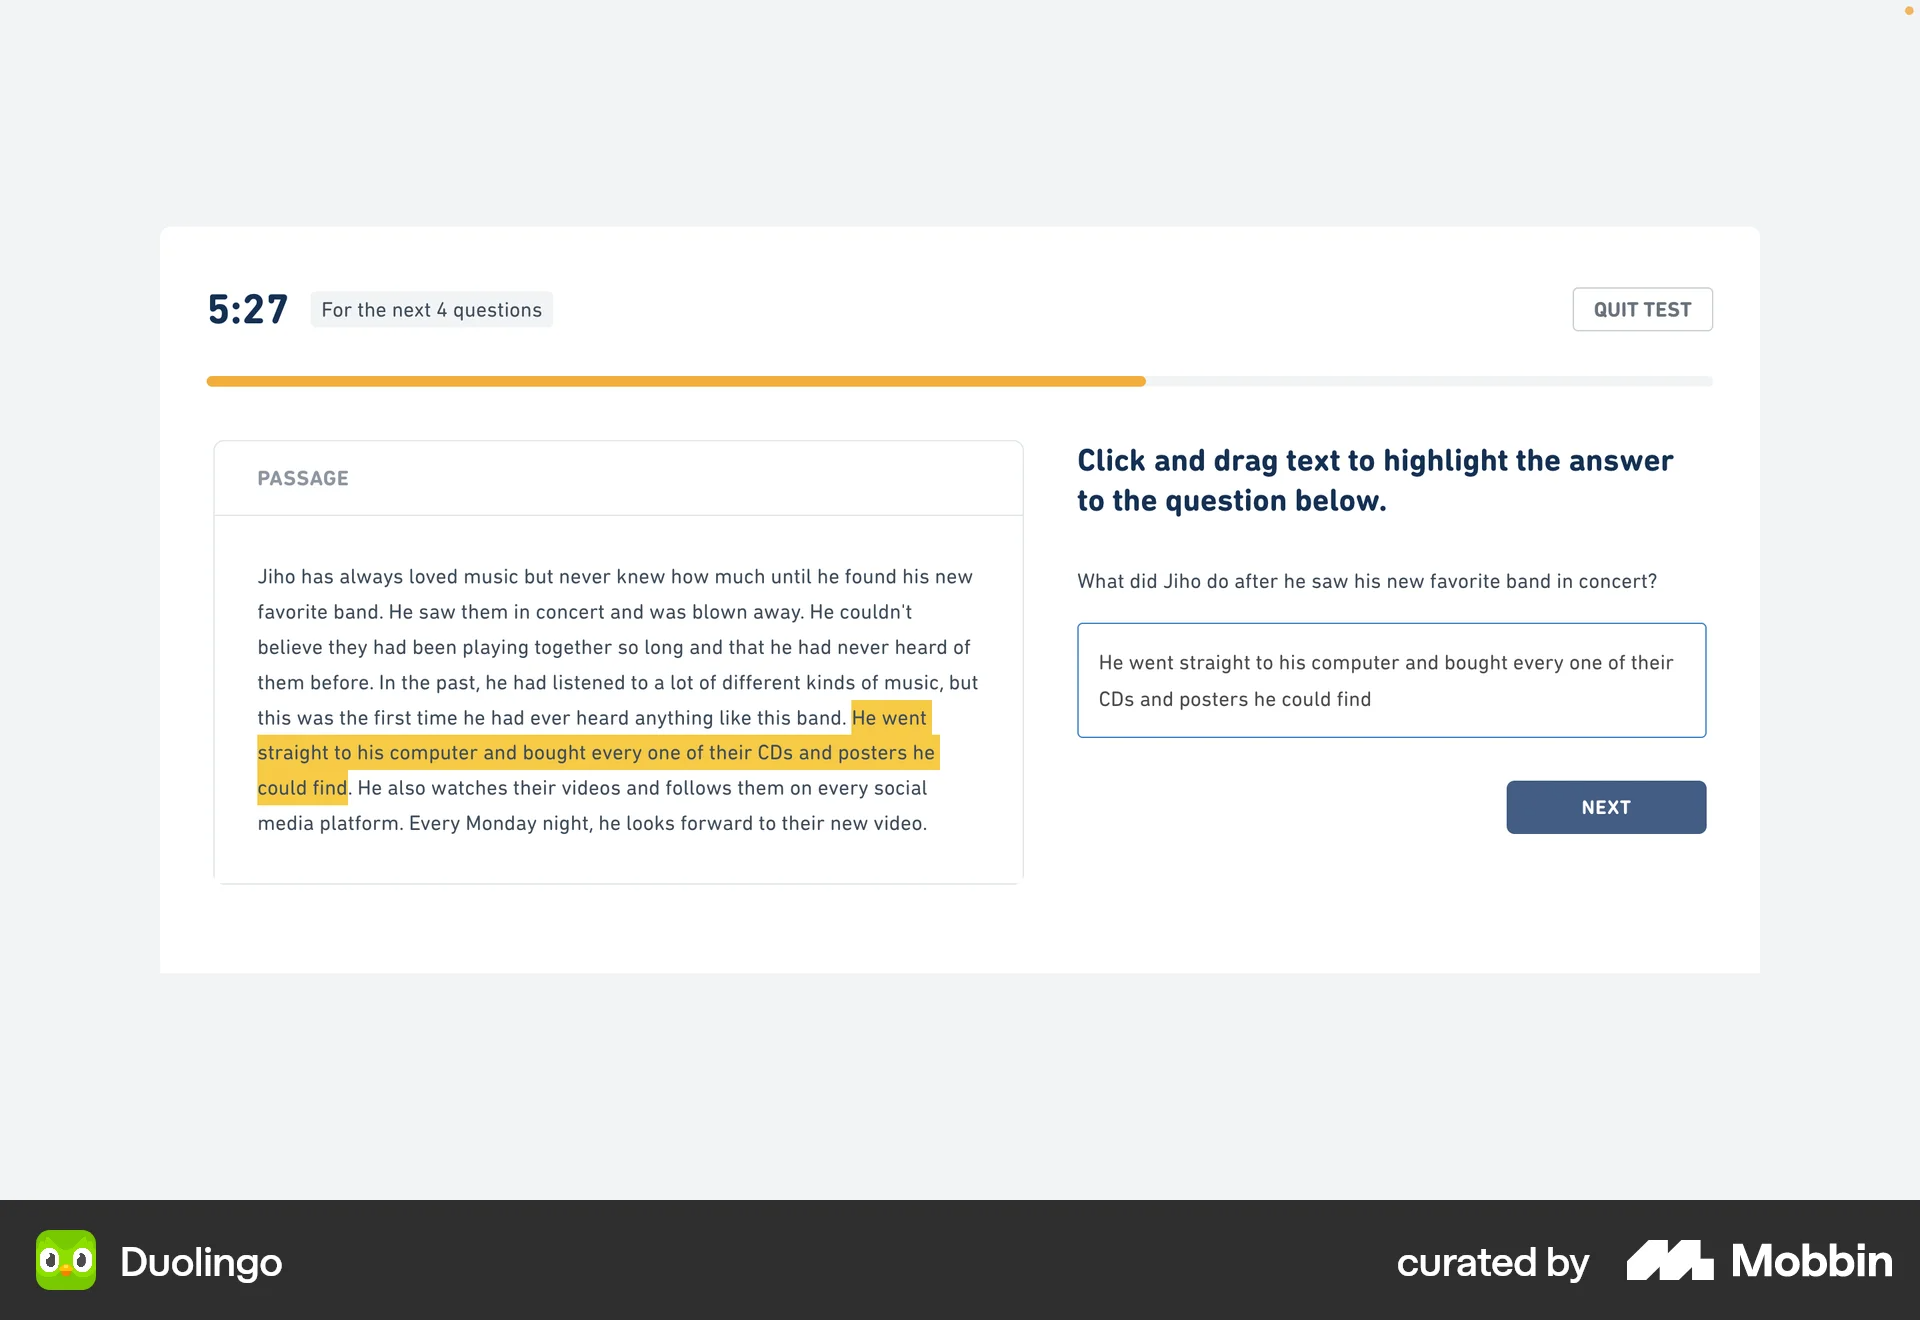 5:27
For the next 4 questions
QUIT TEST
PASSAGE
Jiho has always loved music but never knew how much until he found his new
favorite band. He saw them in concert and was blown away. He couldn't
believe they had been playing together so long and that he had never heard of
them before. In the past, he had listened to a lot of different kinds of music, but
this was the first time he had ever heard anything like this band. He went
straight to his computer and bought every one of their CDs and posters he
could find. He also watches their videos and follows them on every social
media platform. Every Monday night, he looks forward to their new video.
Click and drag text to highlight the answer
to the question below.
What did Jiho do after he saw his new favorite band in concert?
He went straight to his computer and bought every one of their
CDs and posters he could find
NEXT
Duolingo
curated by
Mobbin